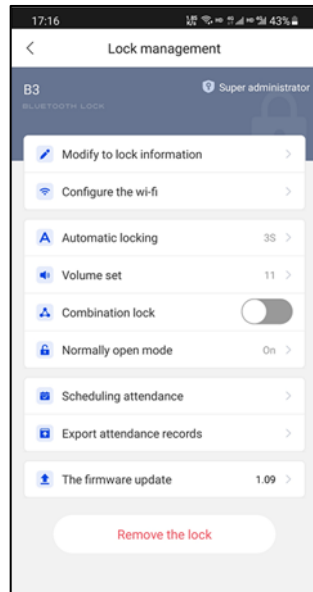 17:16
43%
Lock management
B3
Super administrator
BLUETOOTH LOCK
Modify to lock information
Configure the wi-fi
A Automatic locking 3S
Volume set 11
Combination lock
Normally open mode On
Scheduling attendance
Export attendance records
The firmware update 1.09
Remove the lock